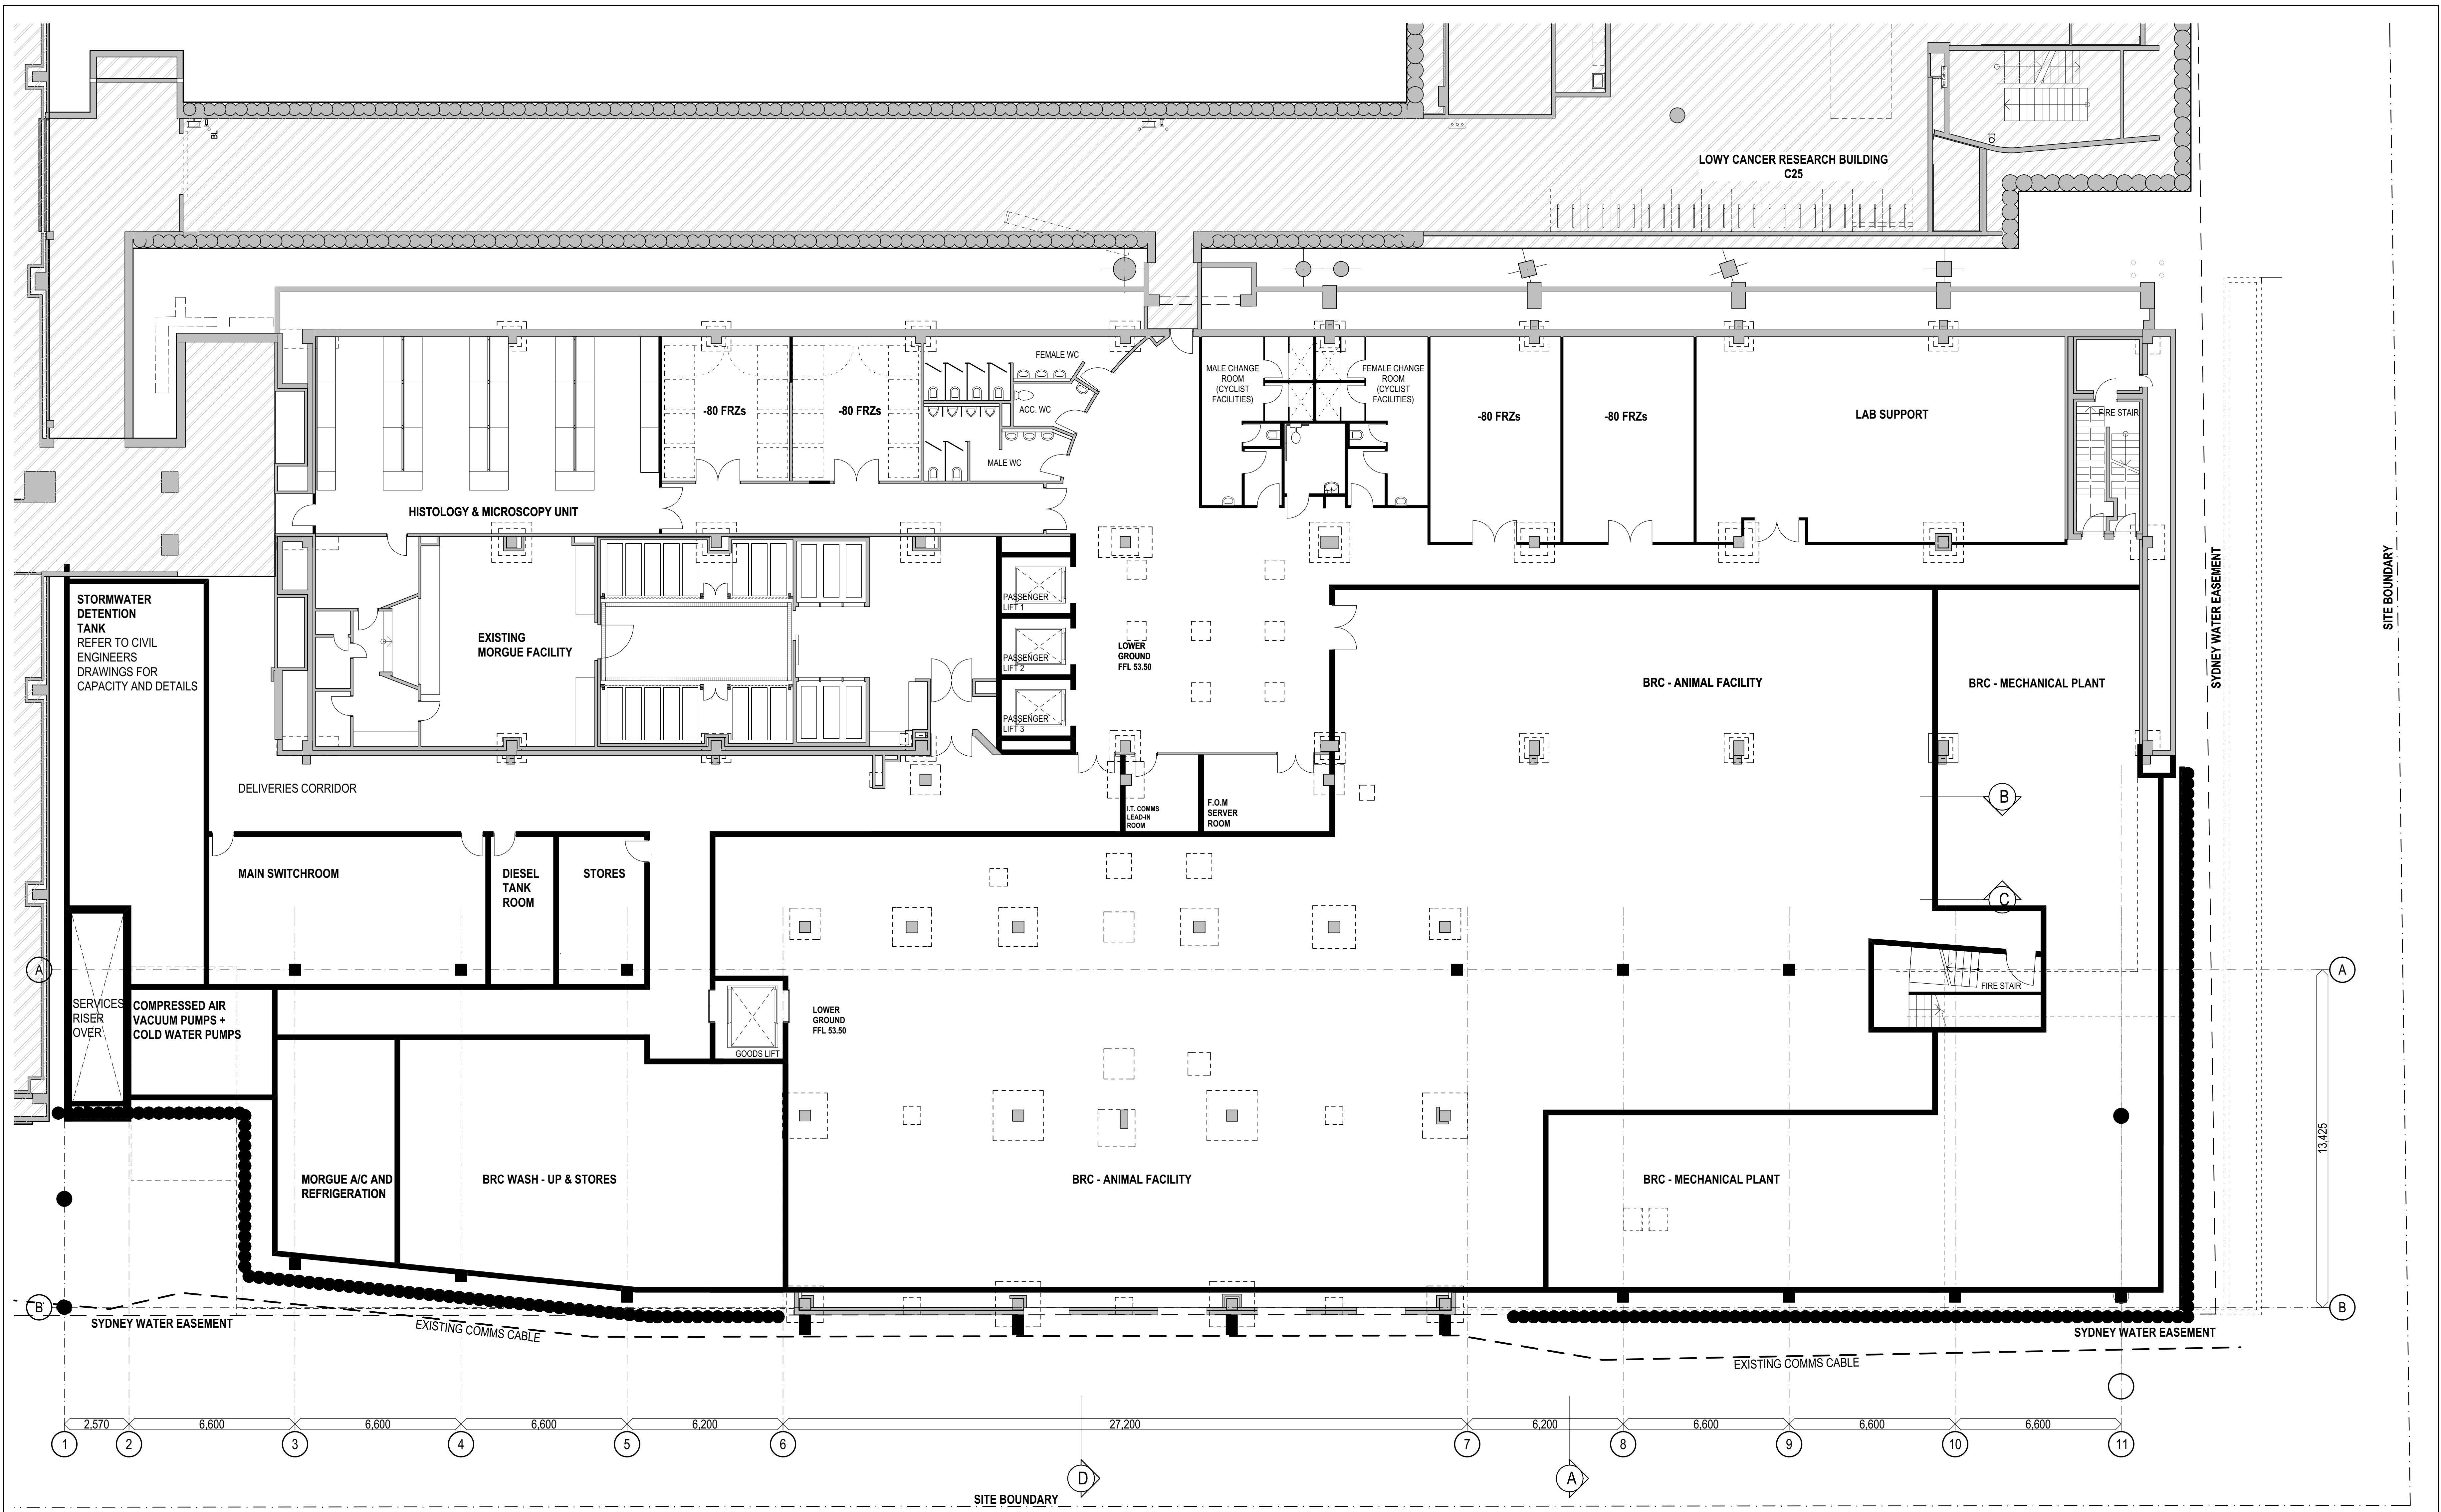 LOWY CANCER RESEARCH BUILDING
C25
BL
FEMALE WC
ACC. WC
MALE WC
MALE CHANGE
ROOM
(CYCLIST
FACILITIES)
FEMALE CHANGE
ROOM
(CYCLIST
FACILITIES)
-80 FRZs
-80 FRZs
-80 FRZs
-80 FRZs
LAB SUPPORT
FIRE STAIR
HISTOLOGY & MICROSCOPY UNIT
SYDNEY WATER EASEMENT
SITE BOUNDARY
STORMWATER
DETENTION
TANK
REFER TO CIVIL
ENGINEERS
DRAWINGS FOR
CAPACITY AND DETAILS
EXISTING
MORGUE FACILITY
PASSENGER
LIFT 1
PASSENGER
LIFT 2
PASSENGER
LIFT 3
LOWER
GROUND
FFL 53.50
BRC - ANIMAL FACILITY
BRC - MECHANICAL PLANT
DELIVERIES CORRIDOR
I.T. COMMS
LEAD-IN
ROOM
F.O.M
SERVER
ROOM
B
C
MAIN SWITCHROOM
DIESEL
TANK
ROOM
STORES
A
A
SERVICES
RISER
OVER
COMPRESSED AIR
VACUUM PUMPS +
COLD WATER PUMPS
GOODS LIFT
LOWER
GROUND
FFL 53.50
FIRE STAIR
13,425
MORGUE A/C AND
REFRIGERATION
BRC WASH - UP & STORES
BRC - ANIMAL FACILITY
BRC - MECHANICAL PLANT
B
B
SYDNEY WATER EASEMENT
EXISTING COMMS CABLE
SYDNEY WATER EASEMENT
EXISTING COMMS CABLE
2,570 6,600 6,600 6,600 6,200 27,200 6,200 6,600 6,600 6,600
1 2 3 4 5 6 7 8 9 10 11
D A
SITE BOUNDARY